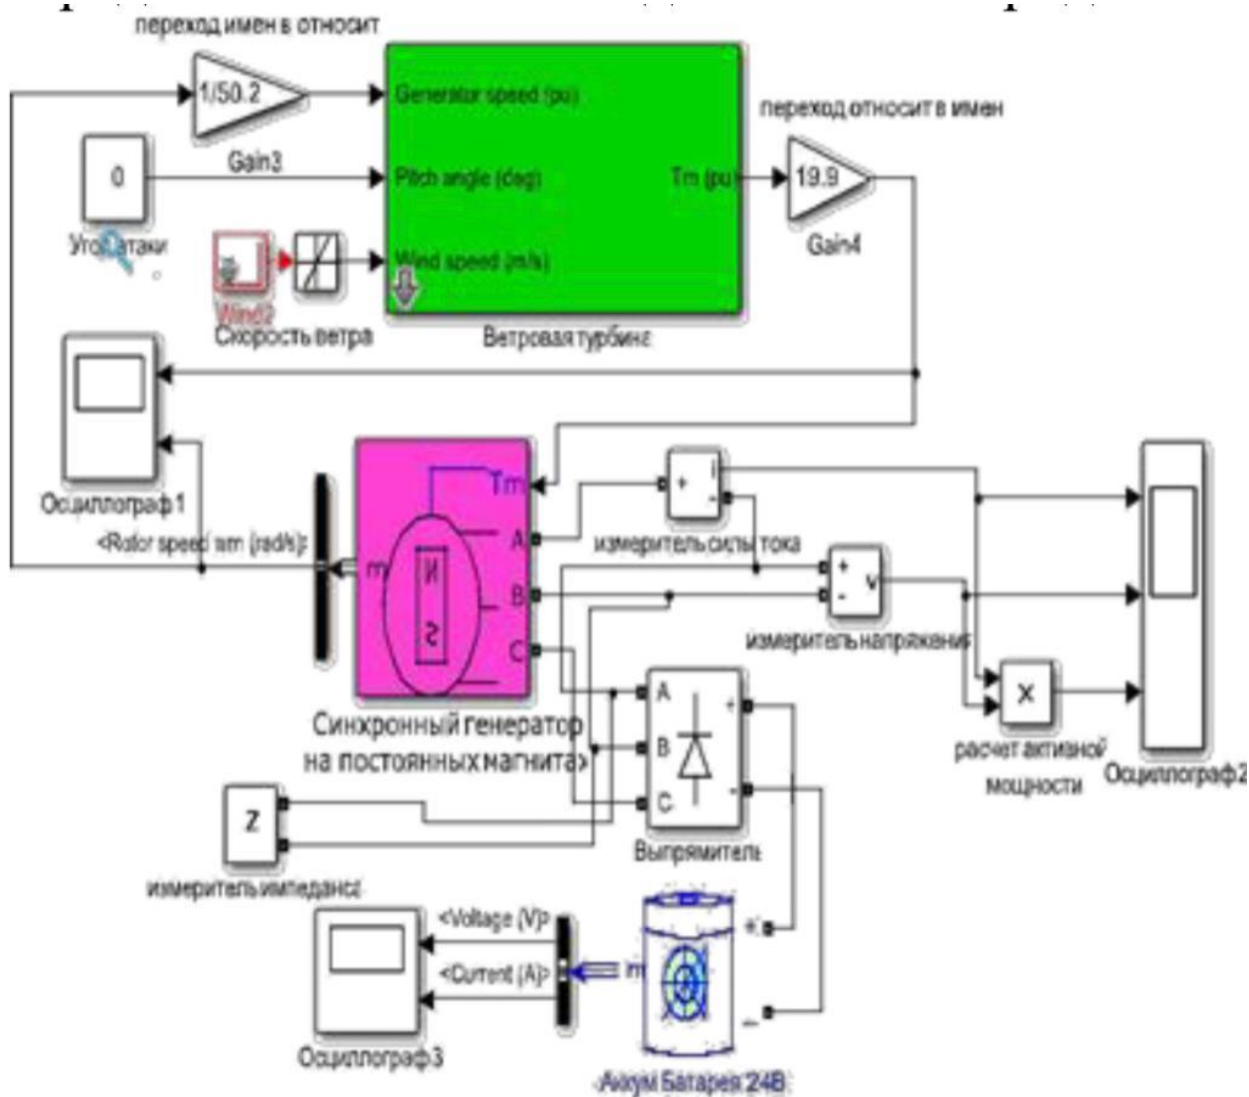 переход имен в относит
1/50.2
Generator speed (pu)
переход относит в имен
0
Gain3
Pitch angle (deg)
Tm (pu)
19.9
Gain4
Wind speed (m/s)
Wind2
Скорость ветра
Ветровая турбина
Осциллограф1
Tm
+
i
-
<Rotor speed wm (rad/s)>
A
измеритель силы тока
m
N
S
B
+
v
-
C
измеритель напряжения
Синхронный генератор
на постоянных магнитах
A
+
B
-
C
×
расчет активной
мощности
Осциллограф2
Z
Выпрямитель
измеритель импеданса
<Voltage (V)>
<Current (A)>
m
+
-
Осциллограф3
Аккум Батарея 24В